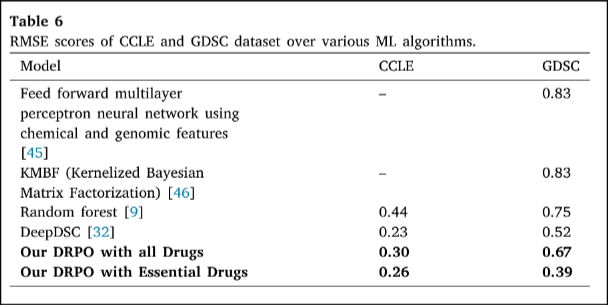 Table 6
RMSE scores of CCLE and GDSC dataset over various ML algorithms.
Model CCLE GDSC
Feed forward multilayer – 0.83
perceptron neural network using
chemical and genomic features
[45]
KMBF (Kernelized Bayesian – 0.83
Matrix Factorization) [46]
Random forest [9] 0.44 0.75
DeepDSC [32] 0.23 0.52
Our DRPO with all Drugs 0.30 0.67
Our DRPO with Essential Drugs 0.26 0.39